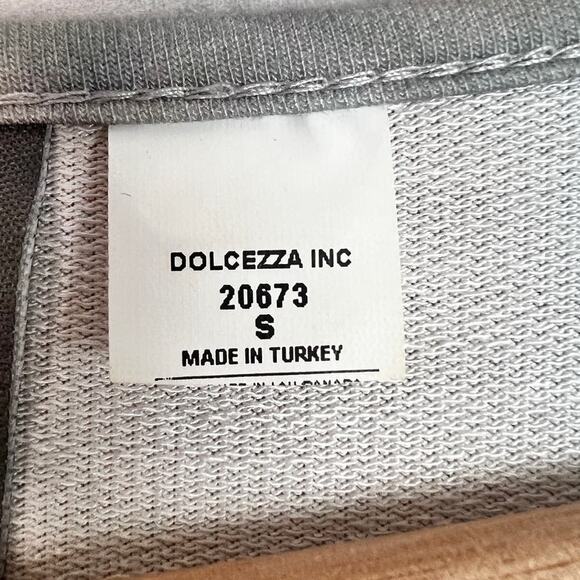 DOLCEZZA INC
20673
S
MADE IN TURKEY